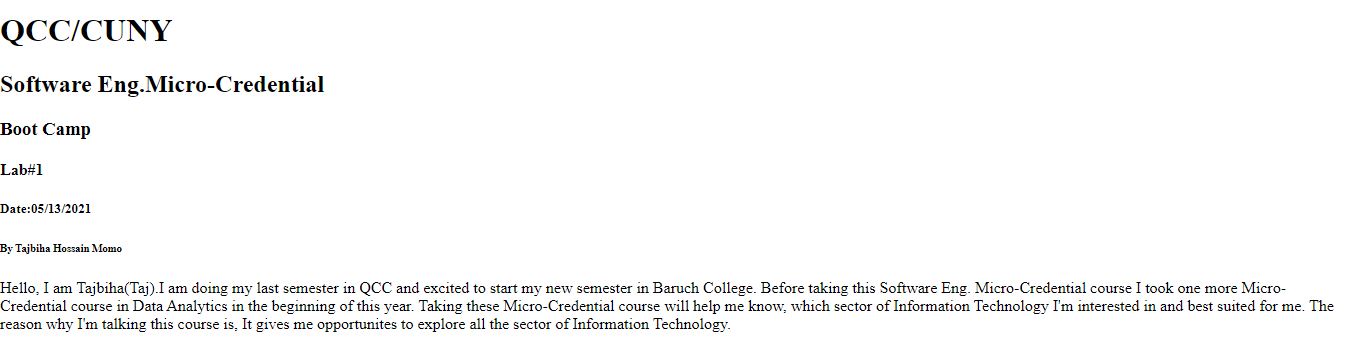 QCC/CUNY
Software Eng.Micro-Credential
Boot Camp
Lab#1
Date:05/13/2021
By Tajbiha Hossain Momo
Hello, I am Tajbiha(Taj).I am doing my last semester in QCC and excited to start my new semester in Baruch College. Before taking this Software Eng. Micro-Credential course I took one more Micro-
Credential course in Data Analytics in the beginning of this year. Taking these Micro-Credential course will help me know, which sector of Information Technology I'm interested in and best suited for me. The
reason why I'm talking this course is, It gives me opportunites to explore all the sector of Information Technology.